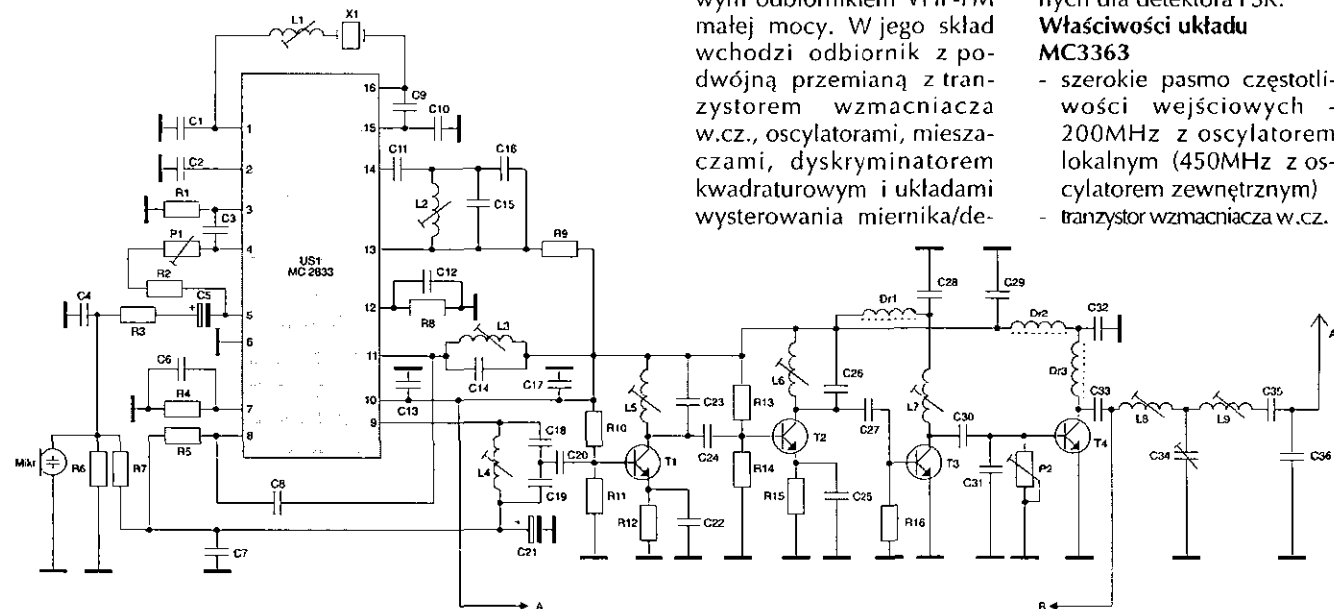 wym odbiornikiem VHF-FM
małej mocy. W jego skład
wchodzi odbiornik z po-
dwójną przemianą z tran-
zystorem wzmacniacza
w.cz., oscylatorami, miesza-
czami, dyskryminatorem
kwadraturowym i układami
wysterowania miernika/de-
nych dla detektora FSK.
Właściwości układu
MC3363
- szerokie pasmo częstotli-
wości wejściowych -
200MHz z oscylatorem
lokalnym (450MHz z os-
cylatorem zewnętrznym)
- tranzystor wzmacniacza w.cz.
L1
X1
C1
1
16
C9
C10
15
C2
2
14
C11
C16
R1
3
C3
L2
C15
P1
4
13
R9
US1
MC 2833
R2
C12
C4
R3
C5
+
5
12
R8
6
L3
11
C6
C14
R4
7
C13
C17
10
R5
8
9
Mikr
R6
R7
C8
C7
L4
C18
C19
C20
+
C21
R10
R11
L5
T1
R12
C22
C23
C24
R13
R14
L6
T2
R15
C25
C26
C27
Dr1
C28
L7
T3
R16
C29
C30
C31
P2
Dr2
C32
Dr3
C33
T4
L8
C34
L9
C35
C36
A
A
B